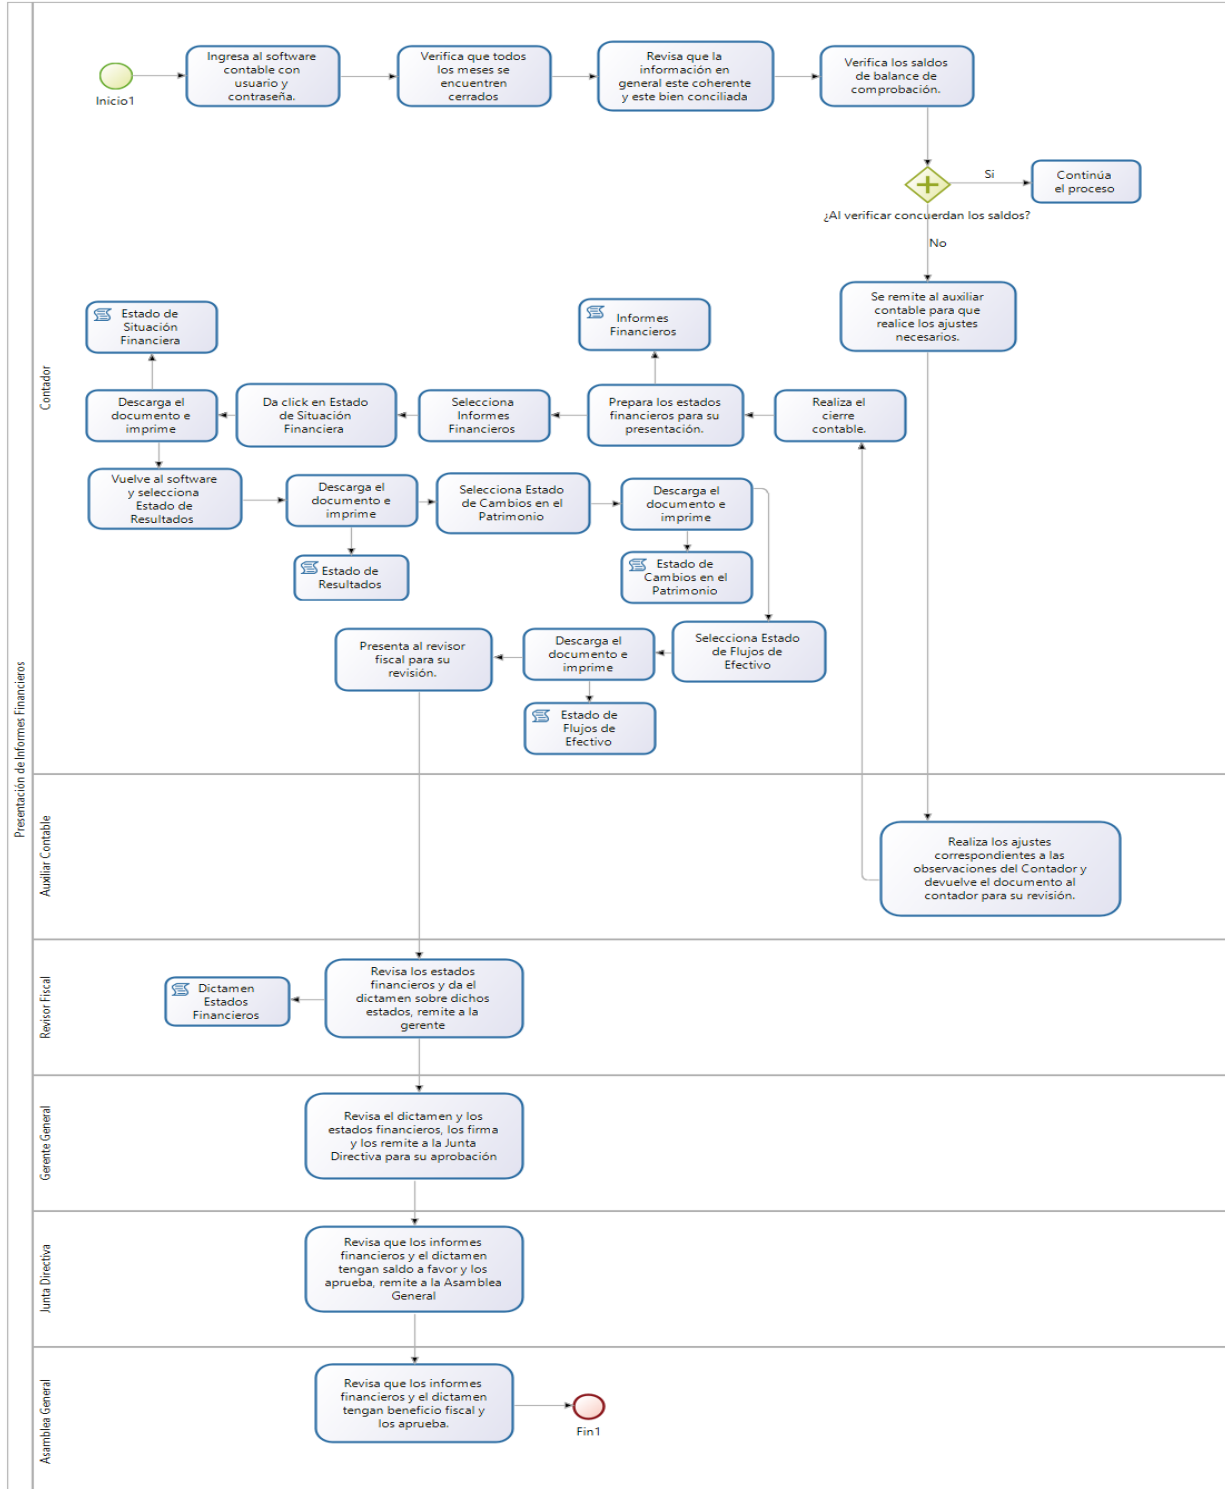 Presentación de Informes Financieros
Contador
Inicio1
Ingresa al software
contable con
usuario y
contraseña.
Verifica que todos
los meses se
encuentren
cerrados
Revisa que la
información en
general este coherente
y este bien conciliada
Verifica los saldos
de balance de
comprobación.
¿Al verificar concuerdan los saldos?
Si
Continúa
el proceso
No
Se remite al auxiliar
contable para que
realice los ajustes
necesarios.
Realiza el
cierre
contable.
Prepara los estados
financieros para su
presentación.
Informes
Financieros
Selecciona
Informes
Financieros
Da click en Estado
de Situación
Financiera
Descarga el
documento e
imprime
Estado de
Situación
Financiera
Vuelve al software
y selecciona
Estado de
Resultados
Descarga el
documento e
imprime
Estado de
Resultados
Selecciona Estado
de Cambios en el
Patrimonio
Descarga el
documento e
imprime
Estado de
Cambios en el
Patrimonio
Selecciona Estado
de Flujos de
Efectivo
Descarga el
documento e
imprime
Estado de
Flujos de
Efectivo
Presenta al revisor
fiscal para su
revisión.
Auxiliar Contable
Realiza los ajustes
correspondientes a las
observaciones del Contador y
devuelve el documento al
contador para su revisión.
Revisor Fiscal
Revisa los estados
financieros y da el
dictamen sobre dichos
estados, remite a la
gerente
Dictamen
Estados
Financieros
Gerente General
Revisa el dictamen y los
estados financieros, los firma
y los remite a la Junta
Directiva para su aprobación
Junta Directiva
Revisa que los informes
financieros y el dictamen
tengan saldo a favor y los
aprueba, remite a la Asamblea
General
Asamblea General
Revisa que los informes
financieros y el dictamen
tengan beneficio fiscal y
los aprueba.
Fin1